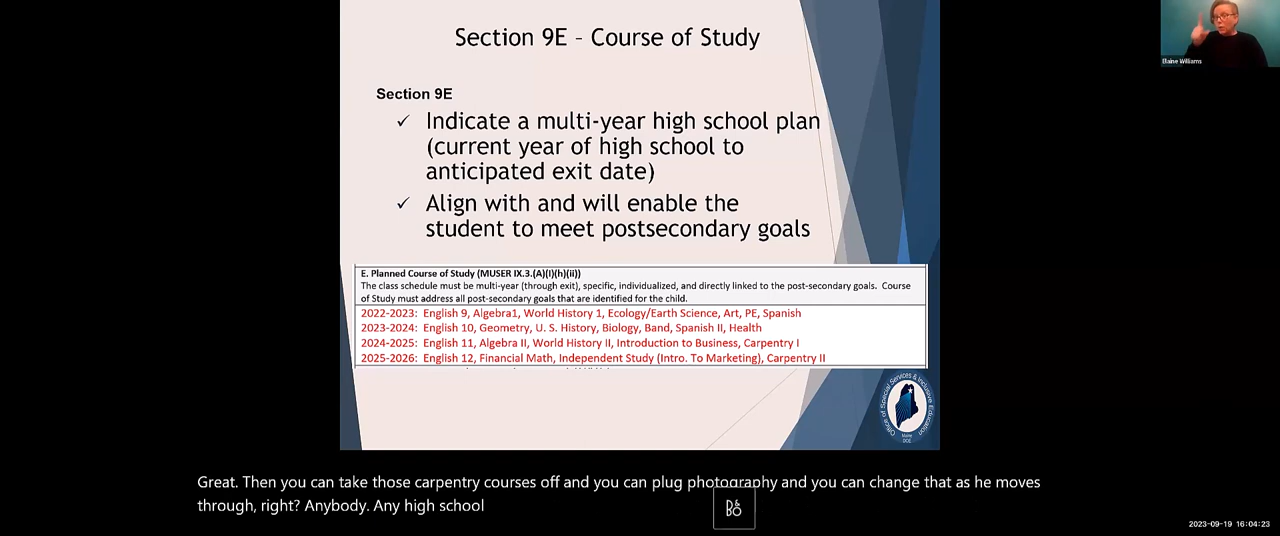 Section 9E – Course of Study
Elaine Williams
Section 9E
✓ Indicate a multi-year high school plan
(current year of high school to
anticipated exit date)
✓ Align with and will enable the
student to meet postsecondary goals
E. Planned Course of Study (MUSER IX.3.(A)(I)(h)(ii))
The class schedule must be multi-year (through exit), specific, individualized, and directly linked to the post-secondary goals. Course
of Study must address all post-secondary goals that are identified for the child.
2022-2023: English 9, Algebra1, World History 1, Ecology/Earth Science, Art, PE, Spanish
2023-2024: English 10, Geometry, U. S. History, Biology, Band, Spanish II, Health
2024-2025: English 11, Algebra II, World History II, Introduction to Business, Carpentry I
2025-2026: English 12, Financial Math, Independent Study (Intro. To Marketing), Carpentry II
Office of Special Services & Inclusive Education
Maine
DOE
Great. Then you can take those carpentry courses off and you can plug photography and you can change that as he moves
through, right? Anybody. Any high school
B&O
2023-09-19 16:04:23